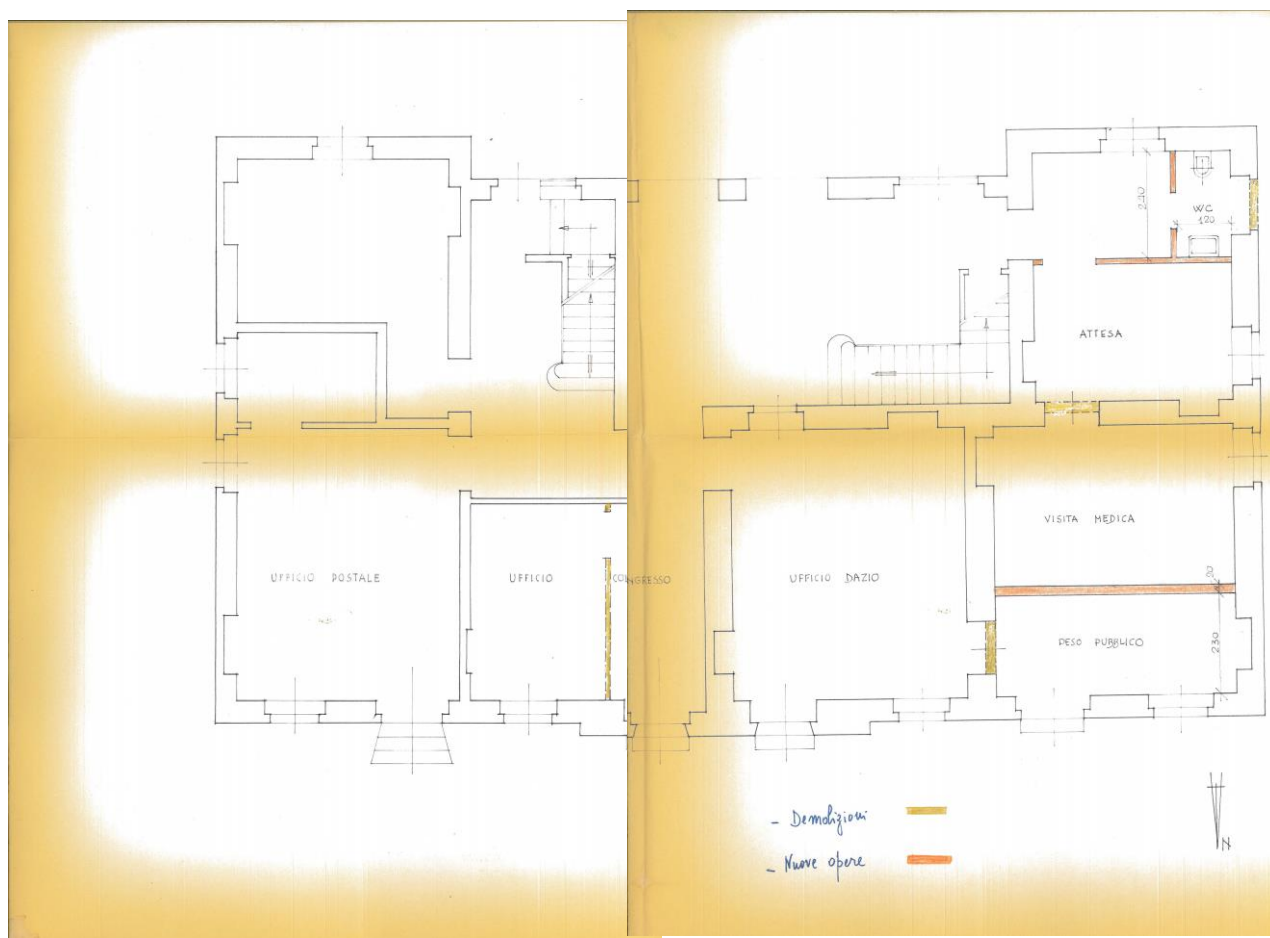 240
WC
120
ATTESA
VISITA MEDICA
UFFICIO POSTALE
UFFICIO
CONGRESSO
UFFICIO DAZIO
20
PESO PUBBLICO
230
- Demolizioni
- Nuove opere
N